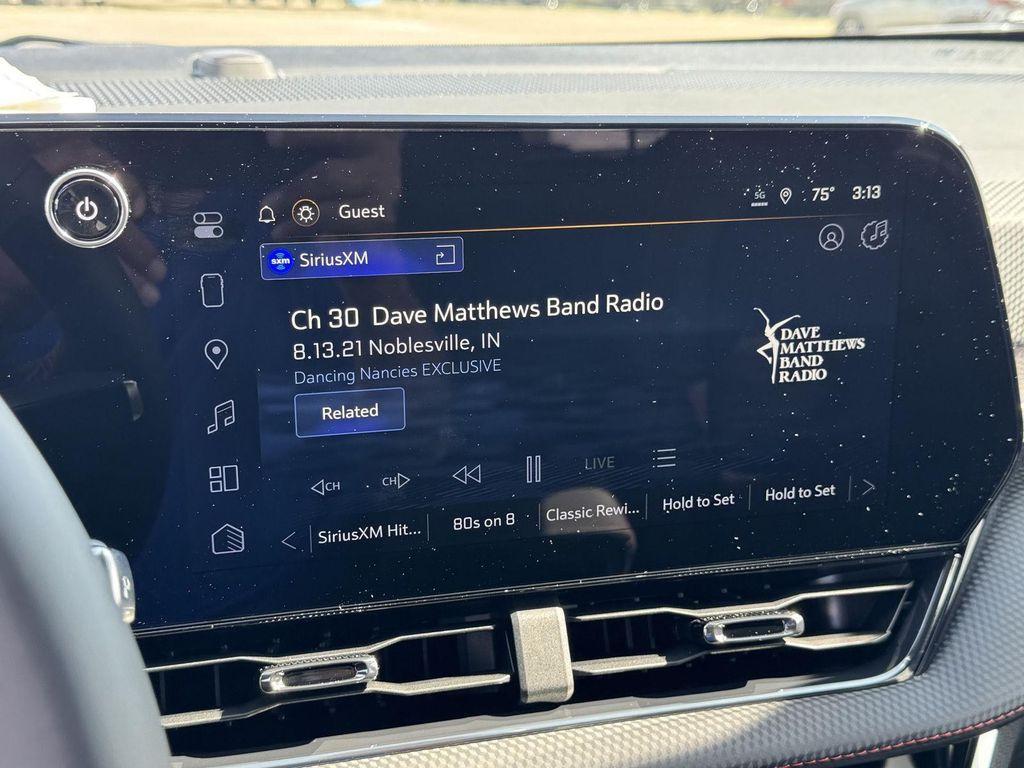 5G 75° 3:13
Guest
sxm SiriusXM
Ch 30 Dave Matthews Band Radio
8.13.21 Noblesville, IN
Dancing Nancies EXCLUSIVE
Related
DAVE
MATTHEWS
BAND
RADIO
CH CH LIVE
SiriusXM Hit... 80s on 8 Classic Rewi... Hold to Set Hold to Set